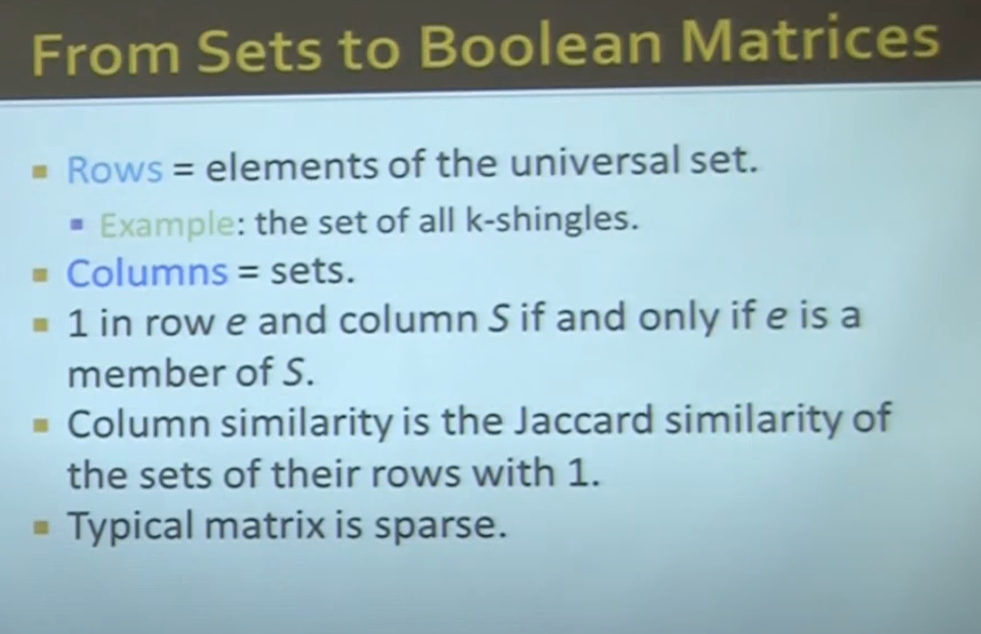 From Sets to Boolean Matrices
Rows = elements of the universal set.
Example: the set of all k-shingles.
Columns = sets.
1 in row e and column S if and only if e is a
member of S.
Column similarity is the Jaccard similarity of
the sets of their rows with 1.
Typical matrix is sparse.